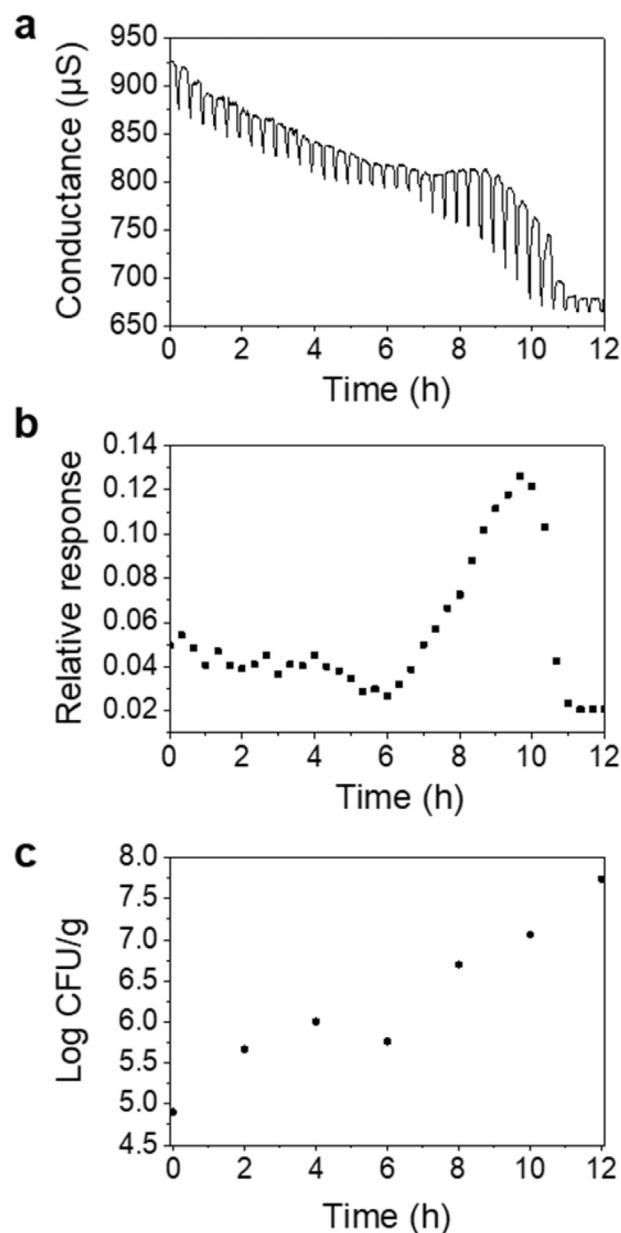 a
950
900
850
800
750
700
650
Conductance (µS)
0 2 4 6 8 10 12
Time (h)
b
0.14
0.12
0.10
0.08
0.06
0.04
0.02
Relative response
0 2 4 6 8 10 12
Time (h)
c
8.0
7.5
7.0
6.5
6.0
5.5
5.0
4.5
Log CFU/g
0 2 4 6 8 10 12
Time (h)